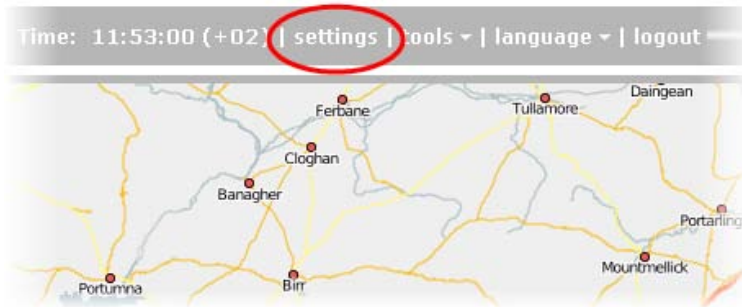 Time: 11:53:00 (+02) | settings | tools ▾ | language ▾ | logout
Daingean
Ferbane
Tullamore
Cloghan
Banagher
Portarling
Mountmellick
Birr
Portumna